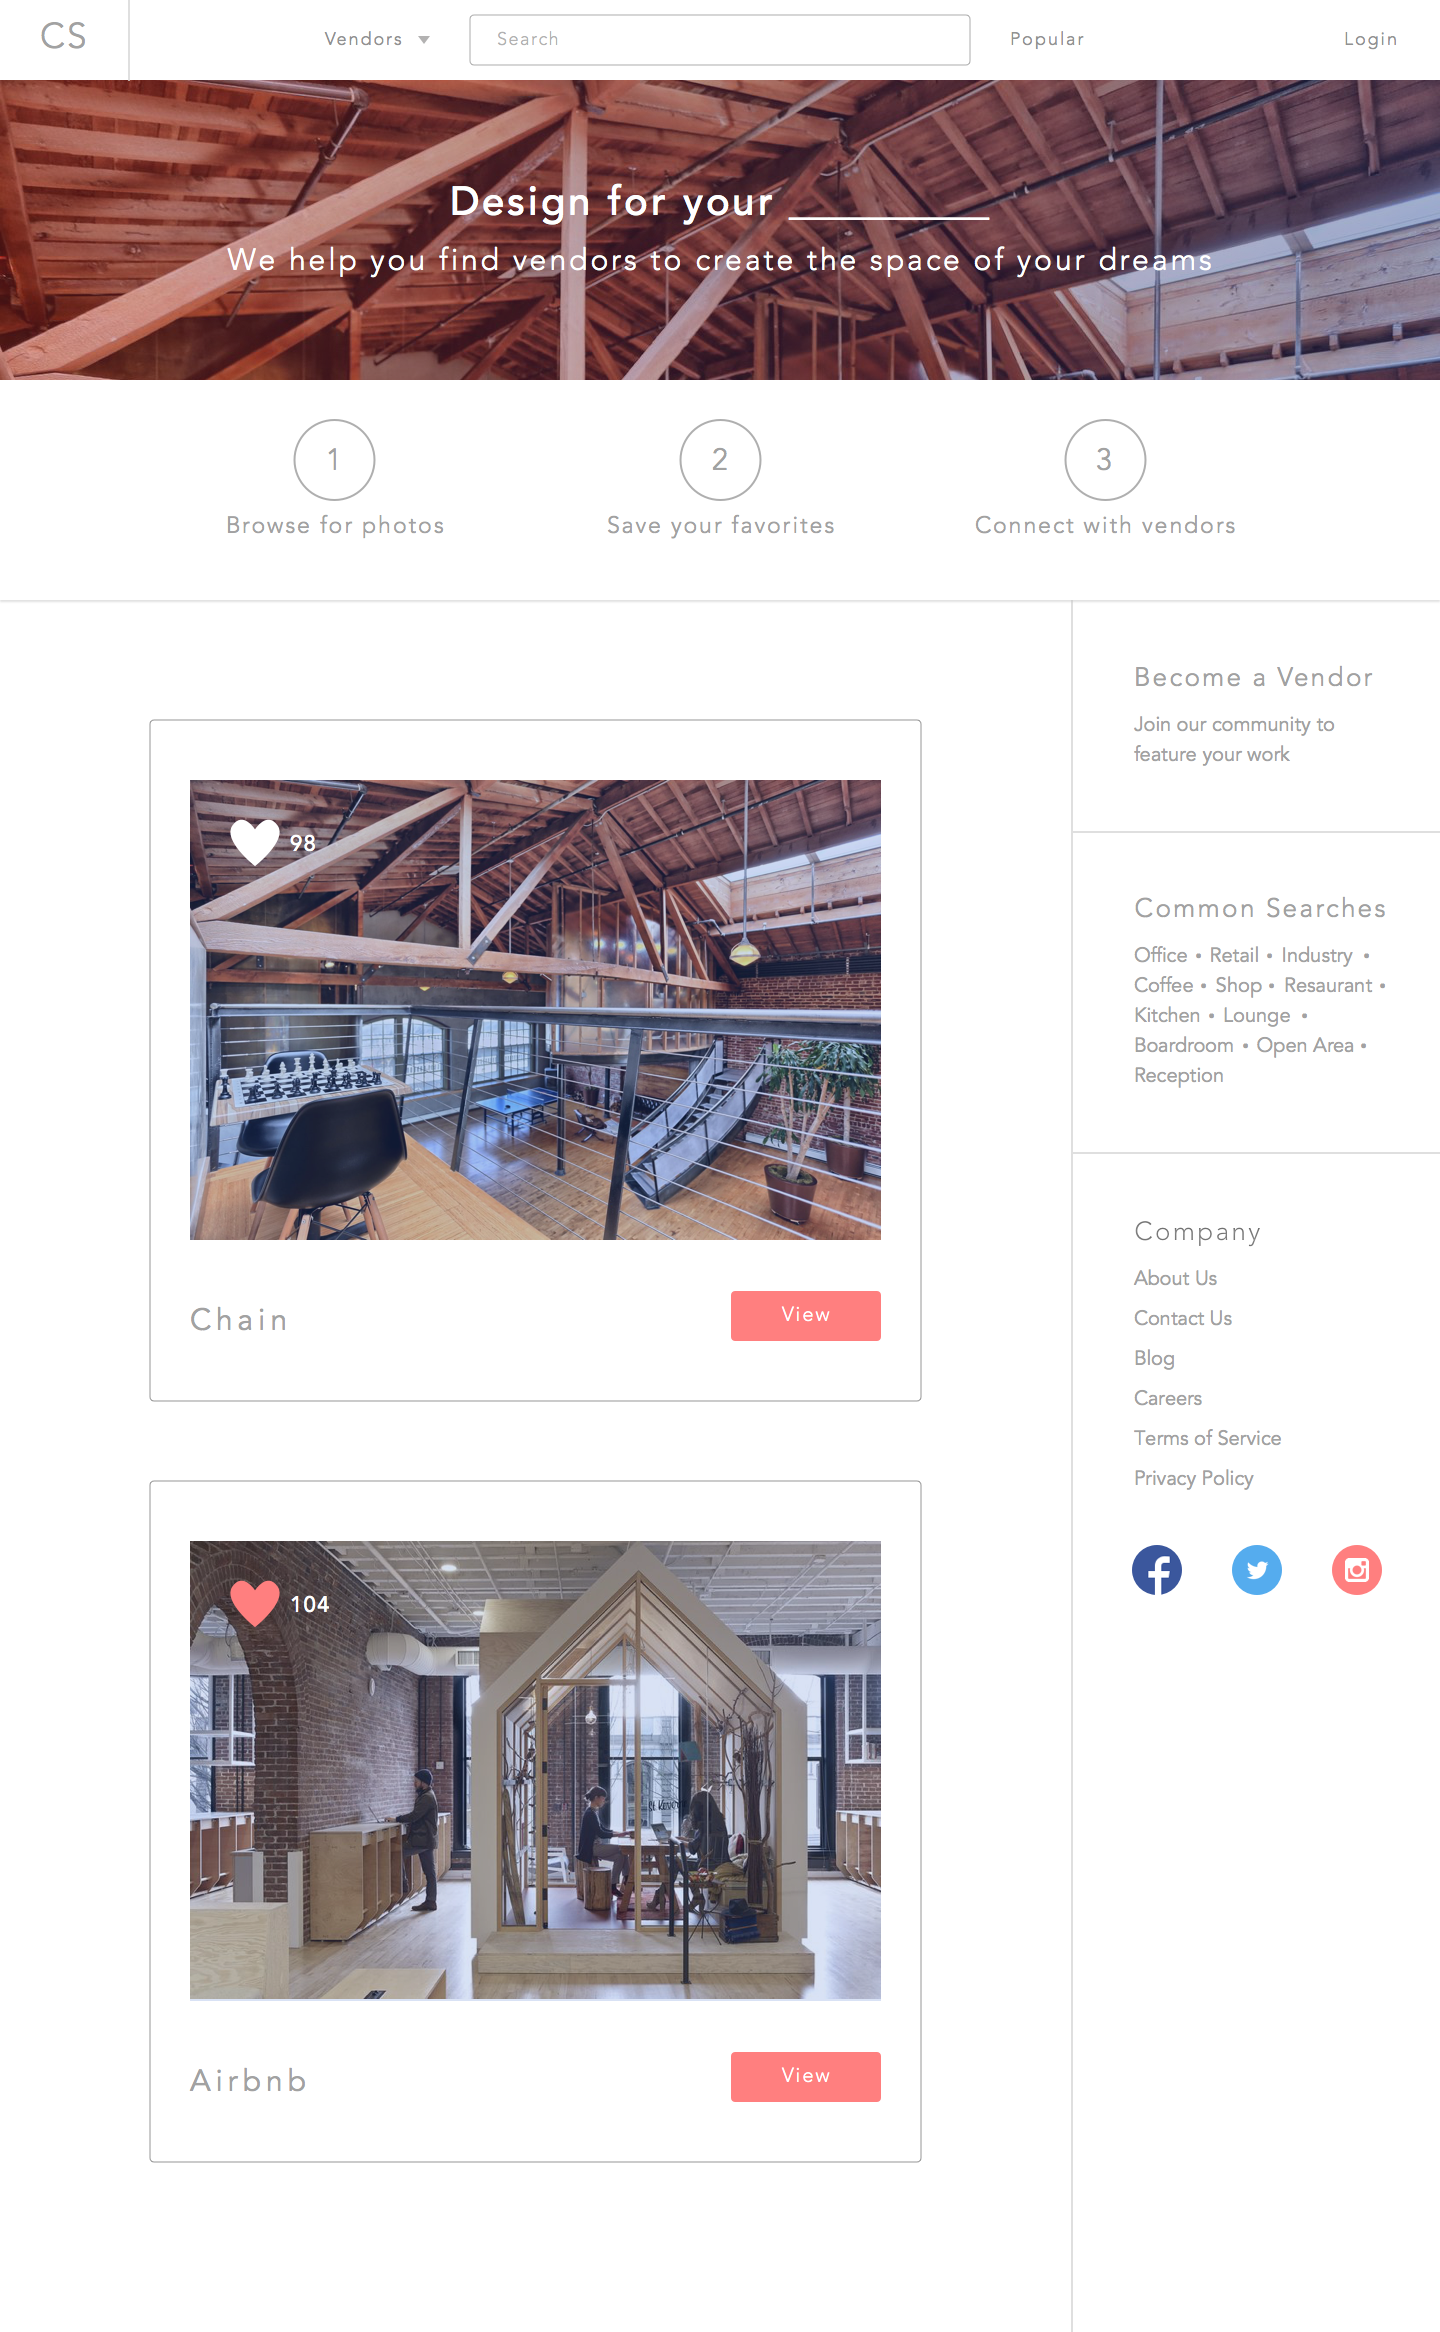 CS
Vendors
Search
Popular
Login
Design for your __________
We help you find vendors to create the space of your dreams
1
2
3
Browse for photos
Save your favorites
Connect with vendors
98
Chain
View
104
Airbnb
View
Become a Vendor
Join our community to
feature your work
Common Searches
Office • Retail • Industry •
Coffee • Shop • Resaurant •
Kitchen • Lounge •
Boardroom • Open Area •
Reception
Company
About Us
Contact Us
Blog
Careers
Terms of Service
Privacy Policy